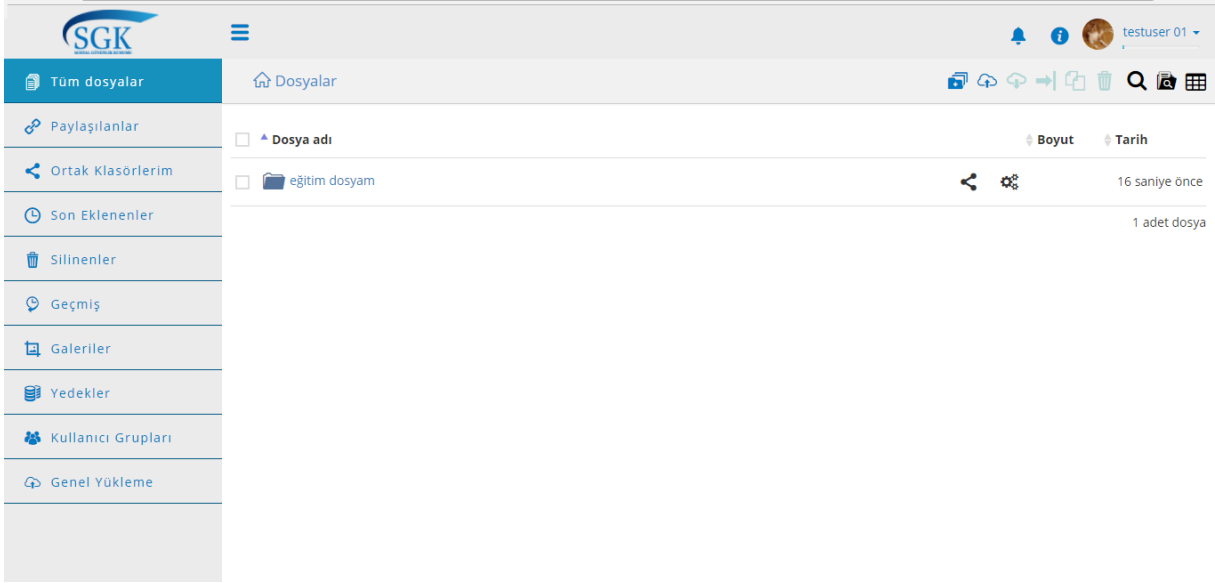 SGK
testuser 01
Tüm dosyalar
Dosyalar
Paylaşılanlar
Dosya adı Boyut Tarih
Ortak Klasörlerim
eğitim dosyam 16 saniye önce
Son Eklenenler
1 adet dosya
Silinenler
Geçmiş
Galeriler
Yedekler
Kullanıcı Grupları
Genel Yükleme